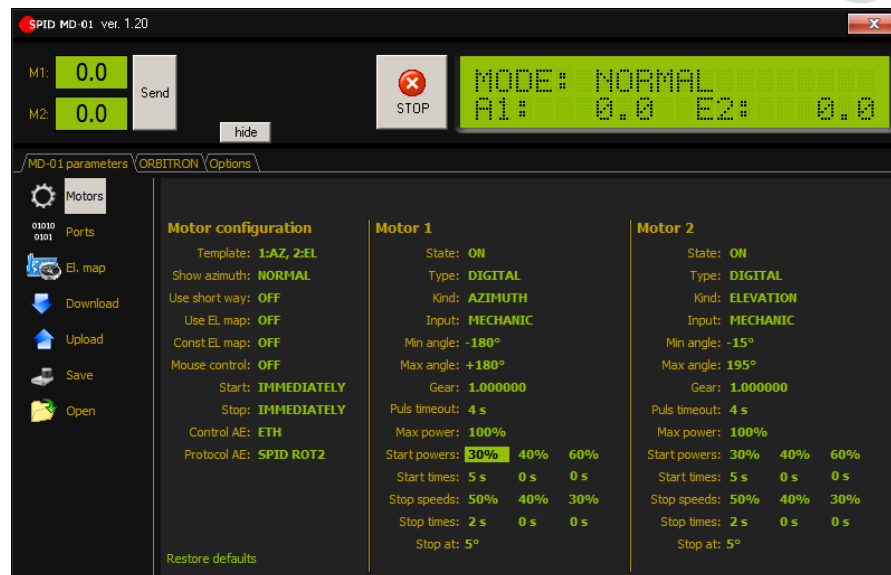 SPID MD-01 ver. 1.20
M1: 0.0
M2: 0.0
Send
hide
STOP
MODE: NORMAL
A1: 0.0 E2: 0.0
MD-01 parameters ORBITRON Options
Motors
01010
0101
Ports
El. map
Download
Upload
Save
Open
Motor configuration
Template: 1:AZ, 2:EL
Show azimuth: NORMAL
Use short way: OFF
Use EL map: OFF
Const EL map: OFF
Mouse control: OFF
Start: IMMEDIATELY
Stop: IMMEDIATELY
Control AE: ETH
Protocol AE: SPID ROT2
Restore defaults
Motor 1
State: ON
Type: DIGITAL
Kind: AZIMUTH
Input: MECHANIC
Min angle: -180°
Max angle: +180°
Gear: 1.000000
Puls timeout: 4 s
Max power: 100%
Start powers: 30% 40% 60%
Start times: 5 s 0 s 0 s
Stop speeds: 50% 40% 30%
Stop times: 2 s 0 s 0 s
Stop at: 5°
Motor 2
State: ON
Type: DIGITAL
Kind: ELEVATION
Input: MECHANIC
Min angle: -15°
Max angle: 195°
Gear: 1.000000
Puls timeout: 4 s
Max power: 100%
Start powers: 30% 40% 60%
Start times: 5 s 0 s 0 s
Stop speeds: 50% 40% 30%
Stop times: 2 s 0 s 0 s
Stop at: 5°